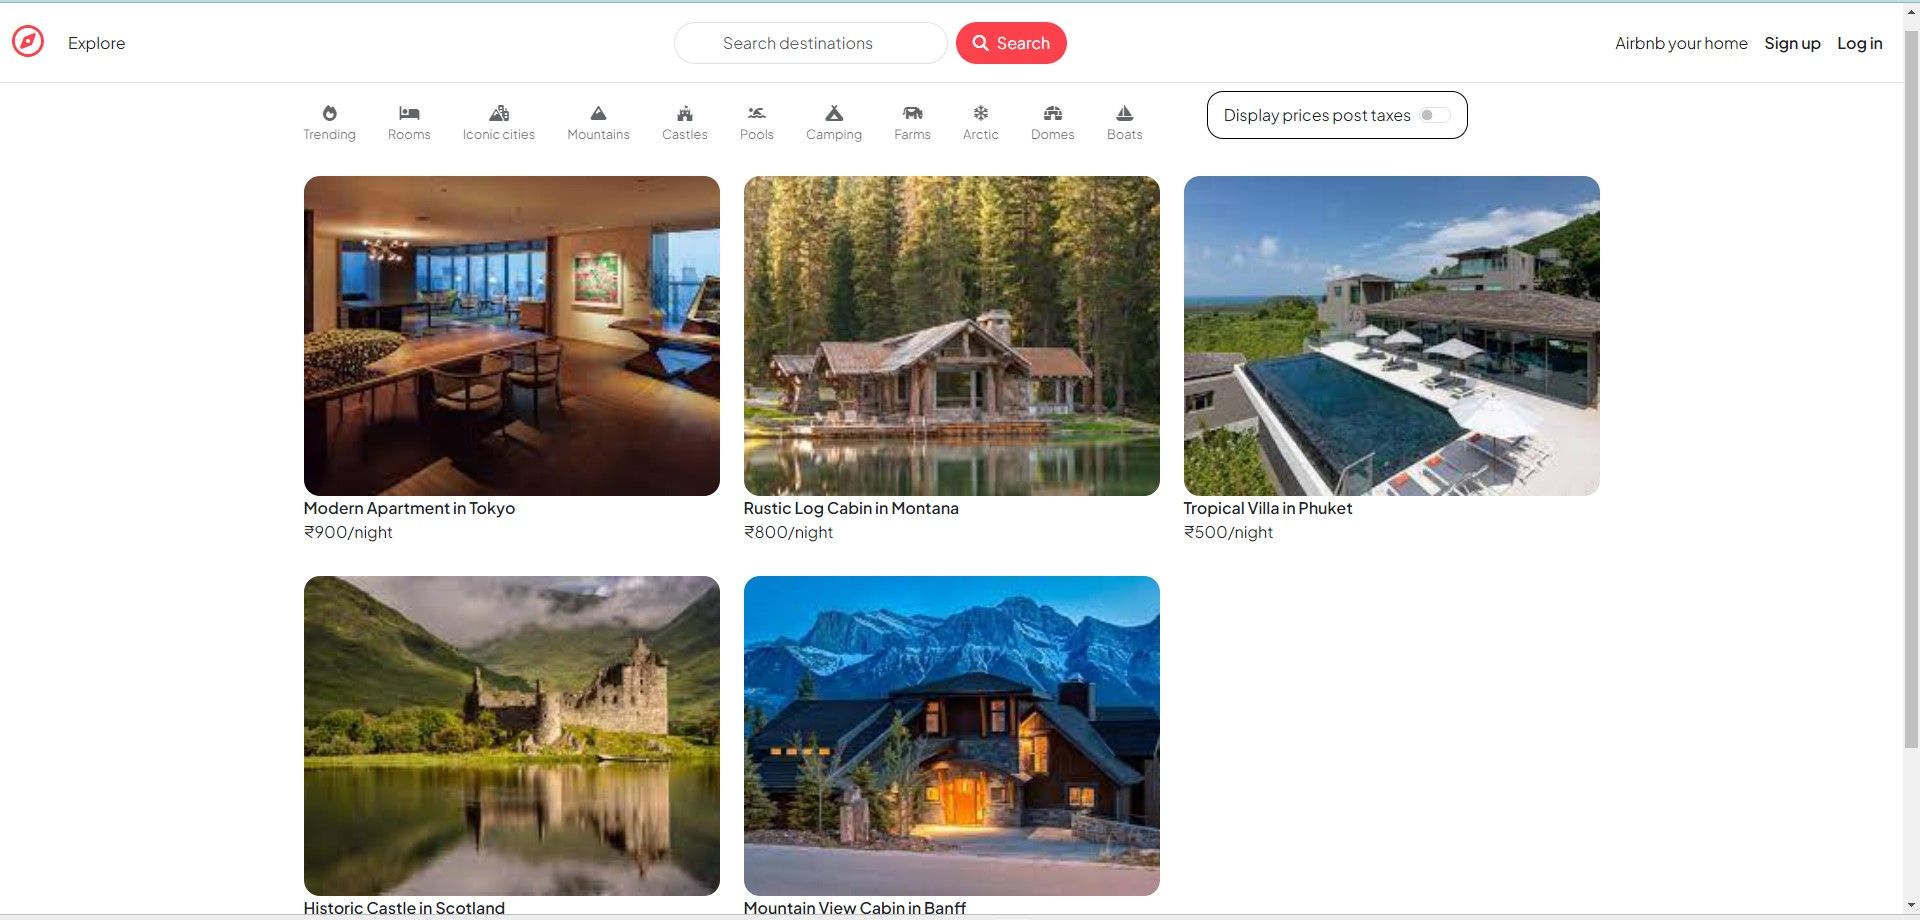 Explore
Search destinations
Search
Airbnb your home
Sign up
Log in
Trending
Rooms
Iconic cities
Mountains
Castles
Pools
Camping
Farms
Arctic
Domes
Boats
Display prices post taxes
Modern Apartment in Tokyo
₹900/night
Rustic Log Cabin in Montana
₹800/night
Tropical Villa in Phuket
₹500/night
Historic Castle in Scotland
Mountain View Cabin in Banff